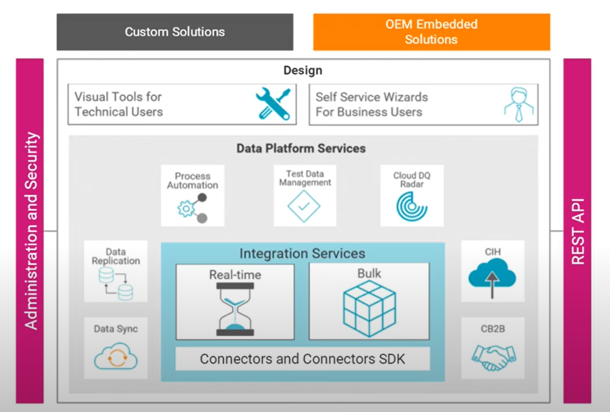 Custom Solutions
OEM Embedded
Solutions
Administration and Security
Design
Visual Tools for
Technical Users
Self Service Wizards
For Business Users
Data Platform Services
Process
Automation
Test Data
Management
Cloud DQ
Radar
Data
Replication
Integration Services
Real-time
Bulk
CIH
Data Sync
Connectors and Connectors SDK
CB2B
REST API